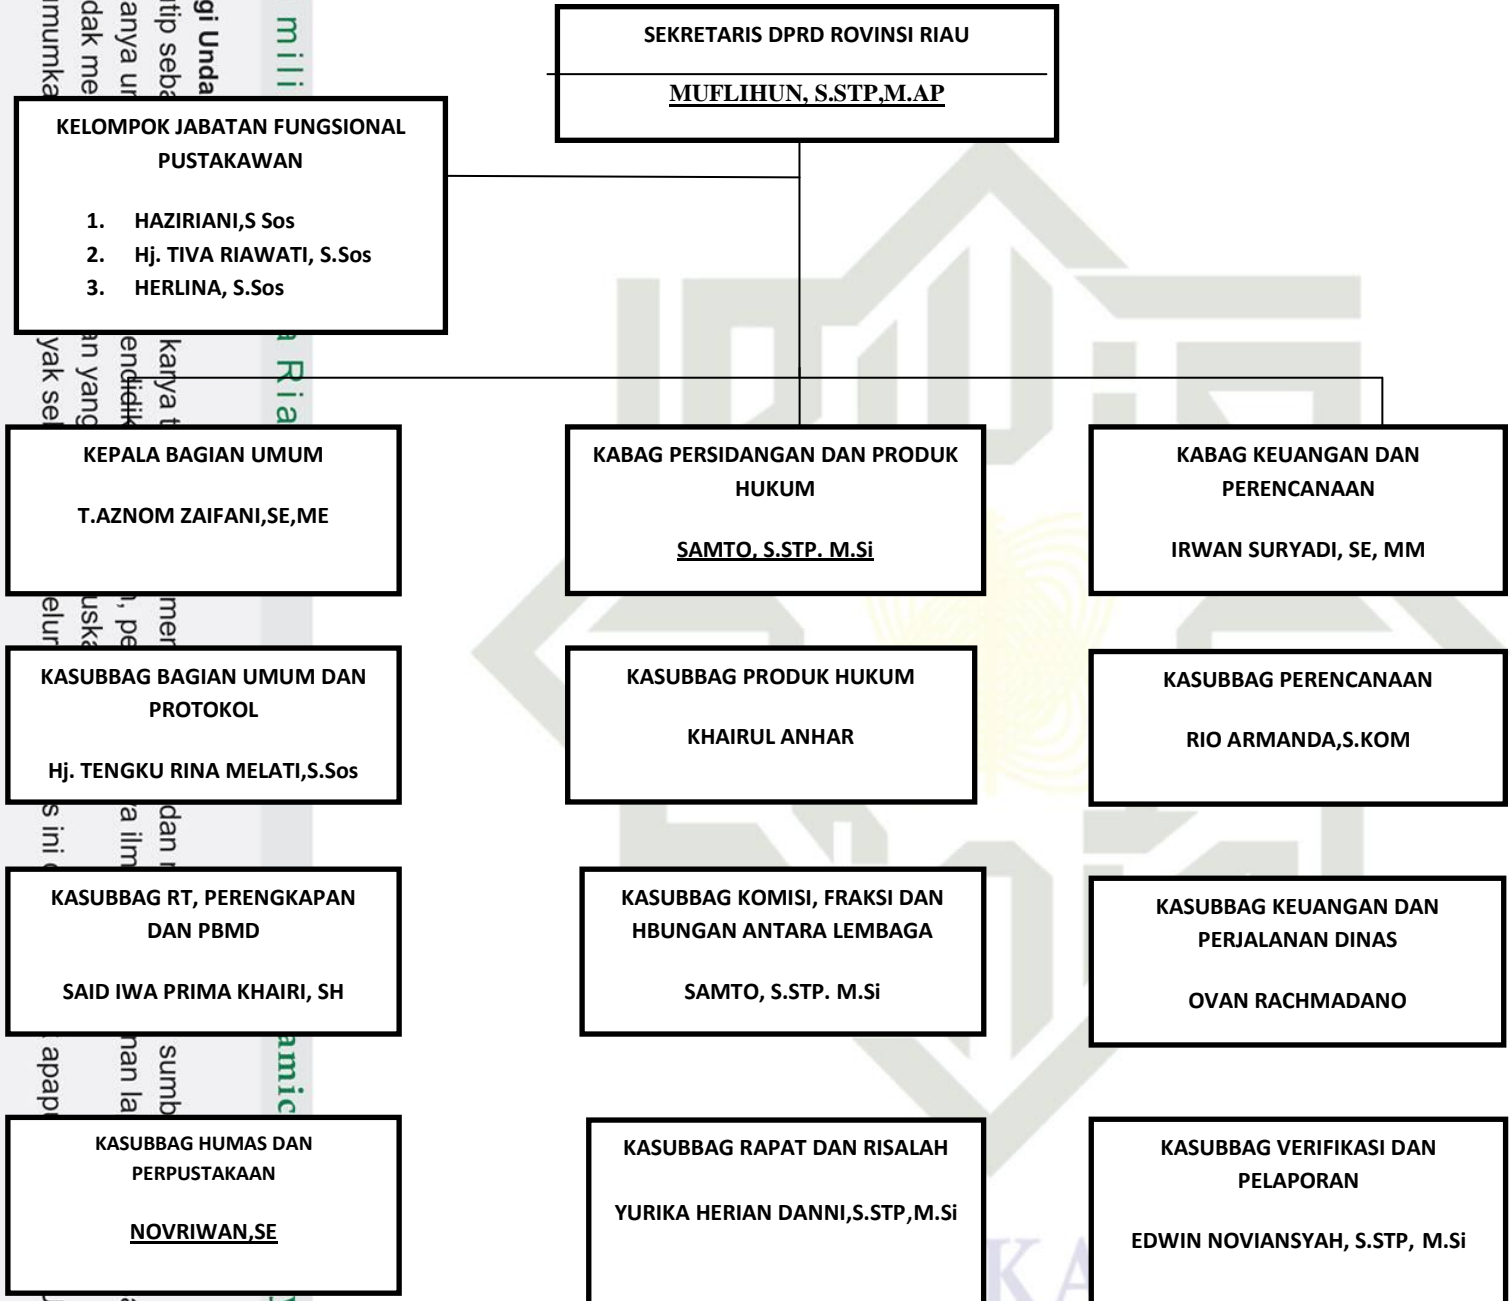 SEKRETARIS DPRD ROVINSI RIAU
MUFLIHUN, S.STP,M.AP
KELOMPOK JABATAN FUNGSIONAL
PUSTAKAWAN
1. HAZIRIANI,S Sos
2. Hj. TIVA RIAWATI, S.Sos
3. HERLINA, S.Sos
KEPALA BAGIAN UMUM
T.AZNOM ZAIFANI,SE,ME
KABAG PERSIDANGAN DAN PRODUK
HUKUM
SAMTO, S.STP. M.Si
KABAG KEUANGAN DAN
PERENCANAAN
IRWAN SURYADI, SE, MM
KASUBBAG BAGIAN UMUM DAN
PROTOKOL
Hj. TENGKU RINA MELATI,S.Sos
KASUBBAG PRODUK HUKUM
KHAIRUL ANHAR
KASUBBAG PERENCANAAN
RIO ARMANDA,S.KOM
KASUBBAG RT, PERENGKAPAN
DAN PBMD
SAID IWA PRIMA KHAIRI, SH
KASUBBAG KOMISI, FRAKSI DAN
HBUNGAN ANTARA LEMBAGA
SAMTO, S.STP. M.Si
KASUBBAG KEUANGAN DAN
PERJALANAN DINAS
OVAN RACHMADANO
KASUBBAG HUMAS DAN
PERPUSTAKAAN
NOVRIWAN,SE
KASUBBAG RAPAT DAN RISALAH
YURIKA HERIAN DANNI,S.STP,M.Si
KASUBBAG VERIFIKASI DAN
PELAPORAN
EDWIN NOVIANSYAH, S.STP, M.Si